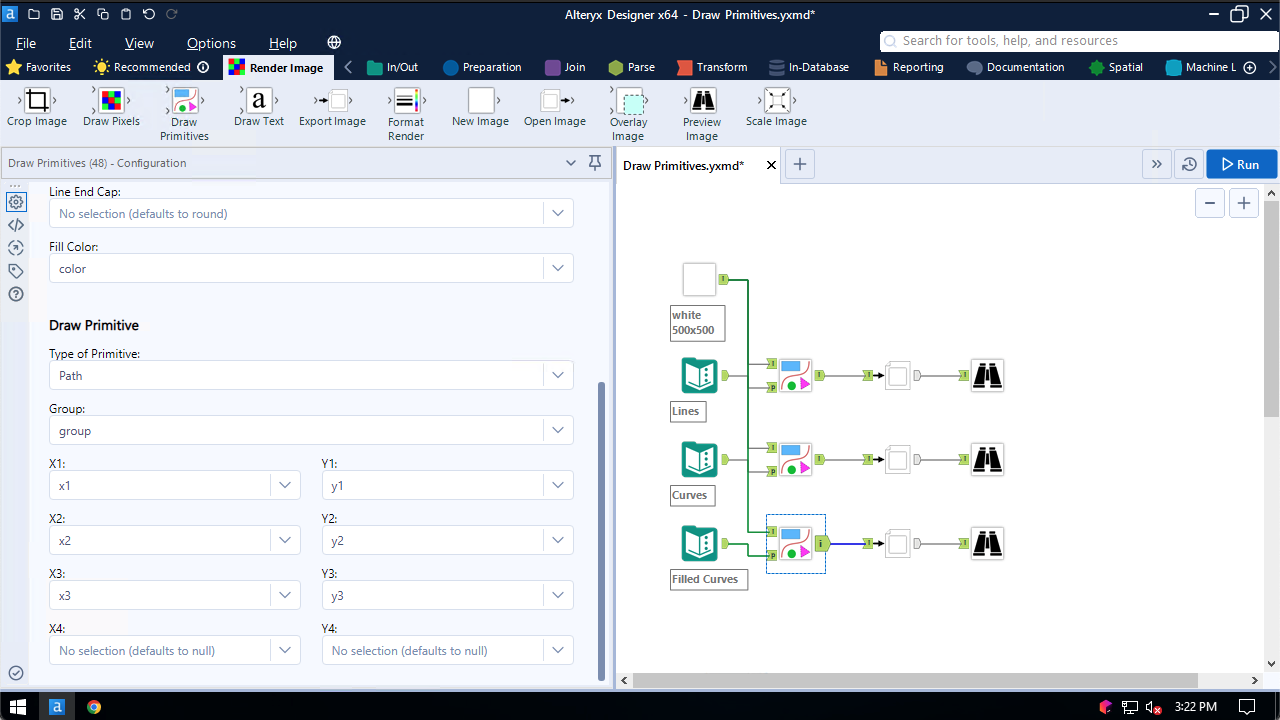 Alteryx Designer x64 - Draw Primitives.yxmd*
File Edit View Options Help
Search for tools, help, and resources
Favorites Recommended Render Image In/Out Preparation Join Parse Transform In-Database Reporting Documentation Spatial Machine L
Crop Image
Draw Pixels
Draw
Primitives
Draw Text
Export Image
Format
Render
New Image
Open Image
Overlay
Image
Preview
Image
Scale Image
Draw Primitives (48) - Configuration
Draw Primitives.yxmd*
Run
Line End Cap:
No selection (defaults to round)
Fill Color:
color
Draw Primitive
Type of Primitive:
Path
Group:
group
X1: Y1:
x1 y1
X2: Y2:
x2 y2
X3: Y3:
x3 y3
X4: Y4:
No selection (defaults to null) No selection (defaults to null)
white
500x500
Lines
Curves
Filled Curves
3:22 PM